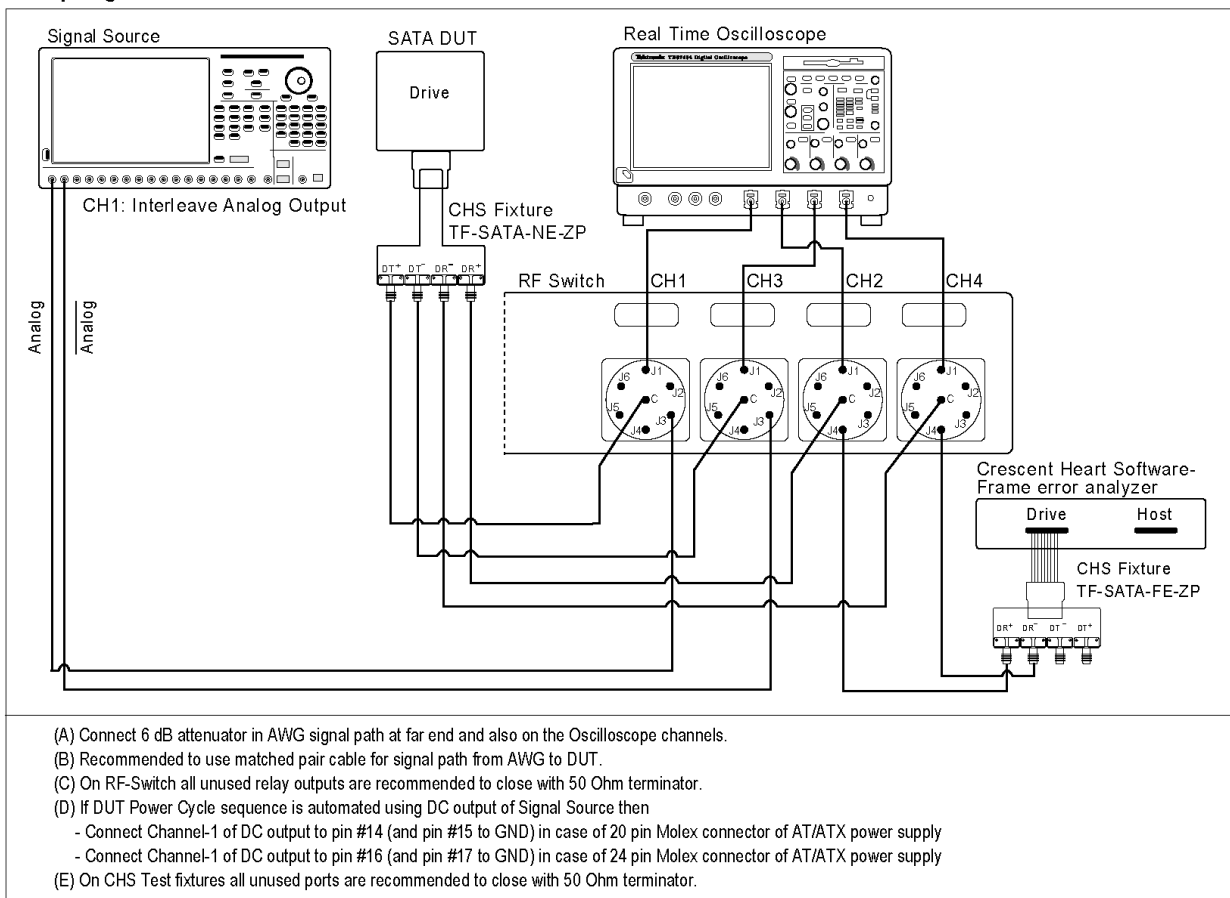 Signal Source
SATA DUT
Real Time Oscilloscope
Drive
CH1: Interleave Analog Output
CHS Fixture
TF-SATA-NE-ZP
DT+ DT- DR- DR+
RF Switch
CH1 CH3 CH2 CH4
Analog
Analog
J1 J2 J3 J4 J5 J6 C
J1 J2 J3 J4 J5 J6 C
J1 J2 J3 J4 J5 J6 C
J1 J2 J3 J4 J5 J6 C
Crescent Heart Software-
Frame error analyzer
Drive Host
CHS Fixture
TF-SATA-FE-ZP
DR+ DR- DT- DT+
(A) Connect 6 dB attenuator in AWG signal path at far end and also on the Oscilloscope channels.
(B) Recommended to use matched pair cable for signal path from AWG to DUT.
(C) On RF-Switch all unused relay outputs are recommended to close with 50 Ohm terminator.
(D) If DUT Power Cycle sequence is automated using DC output of Signal Source then
- Connect Channel-1 of DC output to pin #14 (and pin #15 to GND) in case of 20 pin Molex connector of AT/ATX power supply
- Connect Channel-1 of DC output to pin #16 (and pin #17 to GND) in case of 24 pin Molex connector of AT/ATX power supply
(E) On CHS Test fixtures all unused ports are recommended to close with 50 Ohm terminator.